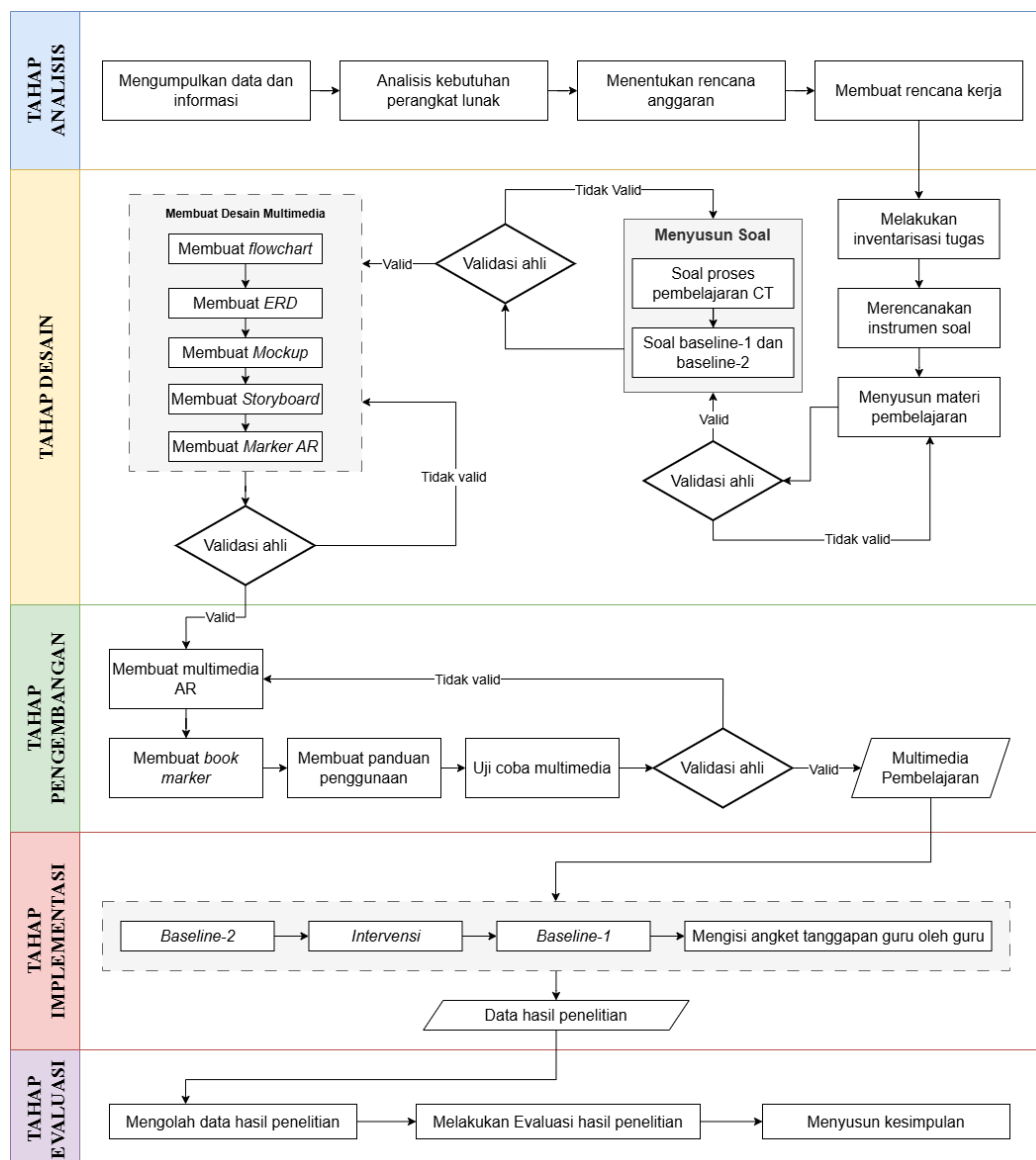 TAHAP
ANALISIS
Mengumpulkan data dan
informasi
Analisis kebutuhan
perangkat lunak
Menentukan rencana
anggaran
Membuat rencana kerja
TAHAP DESAIN
Melakukan
inventarisasi tugas
Merencanakan
instrumen soal
Menyusun materi
pembelajaran
Validasi ahli
Tidak valid
Valid
Menyusun Soal
Soal proses
pembelajaran CT
Soal baseline-1 dan
baseline-2
Validasi ahli
Tidak Valid
Valid
Membuat Desain Multimedia
Membuat flowchart
Membuat ERD
Membuat Mockup
Membuat Storyboard
Membuat Marker AR
Validasi ahli
Tidak valid
Valid
TAHAP
PENGEMBANGAN
Membuat multimedia
AR
Membuat book
marker
Membuat panduan
penggunaan
Uji coba multimedia
Validasi ahli
Tidak valid
Valid
Multimedia
Pembelajaran
TAHAP
IMPLEMENTASI
Baseline-2
Intervensi
Baseline-1
Mengisi angket tanggapan guru oleh guru
Data hasil penelitian
TAHAP
EVALUASI
Mengolah data hasil penelitian
Melakukan Evaluasi hasil penelitian
Menyusun kesimpulan